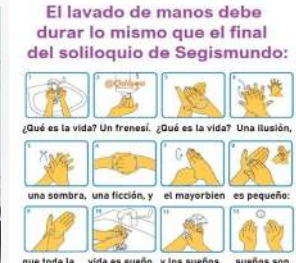 El lavado de manos debe
durar lo mismo que el final
del soliloquio de Segismundo:
¿Qué es la vida? Un frenesí. ¿Qué es la vida? Una ilusión,
una sombra, una ficción, y el mayorbien es pequeño:
que toda la vida es sueño, y los sueños, sueños son